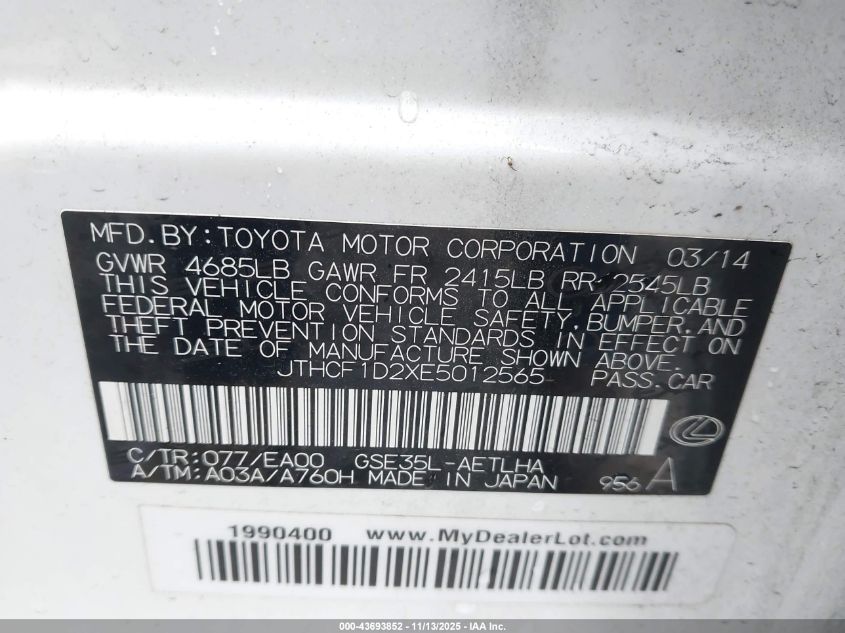 MFD. BY: TOYOTA MOTOR CORPORATION 03/14
GVWR 4685LB GAWR FR 2415LB RR 2545LB
THIS VEHICLE CONFORMS TO ALL APPLICABLE
FEDERAL MOTOR VEHICLE SAFETY, BUMPER, AND
THEFT PREVENTION STANDARDS IN EFFECT ON
THE DATE OF MANUFACTURE SHOWN ABOVE.
JTHCF1D2XE5012565 PASS. CAR
C/TR: 077/EA00 GSE35L-AETLHA
A/TM: A03A/A760H MADE IN JAPAN 956 A
1990400 www.MyDealerLot.com
000-43693852 - 11/13/2025 - IAA Inc.